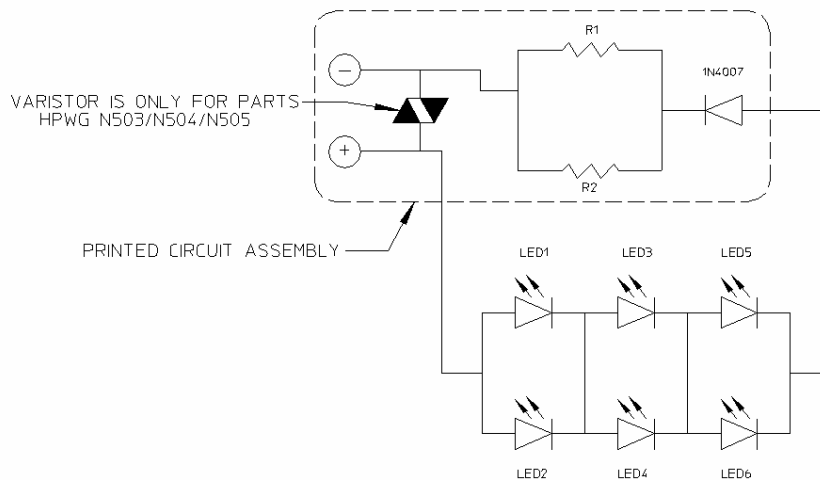 R1
−
1N4007
VARISTOR IS ONLY FOR PARTS
HPWG N503/N504/N505
+
R2
PRINTED CIRCUIT ASSEMBLY
LED1 LED3 LED5
LED2 LED4 LED6